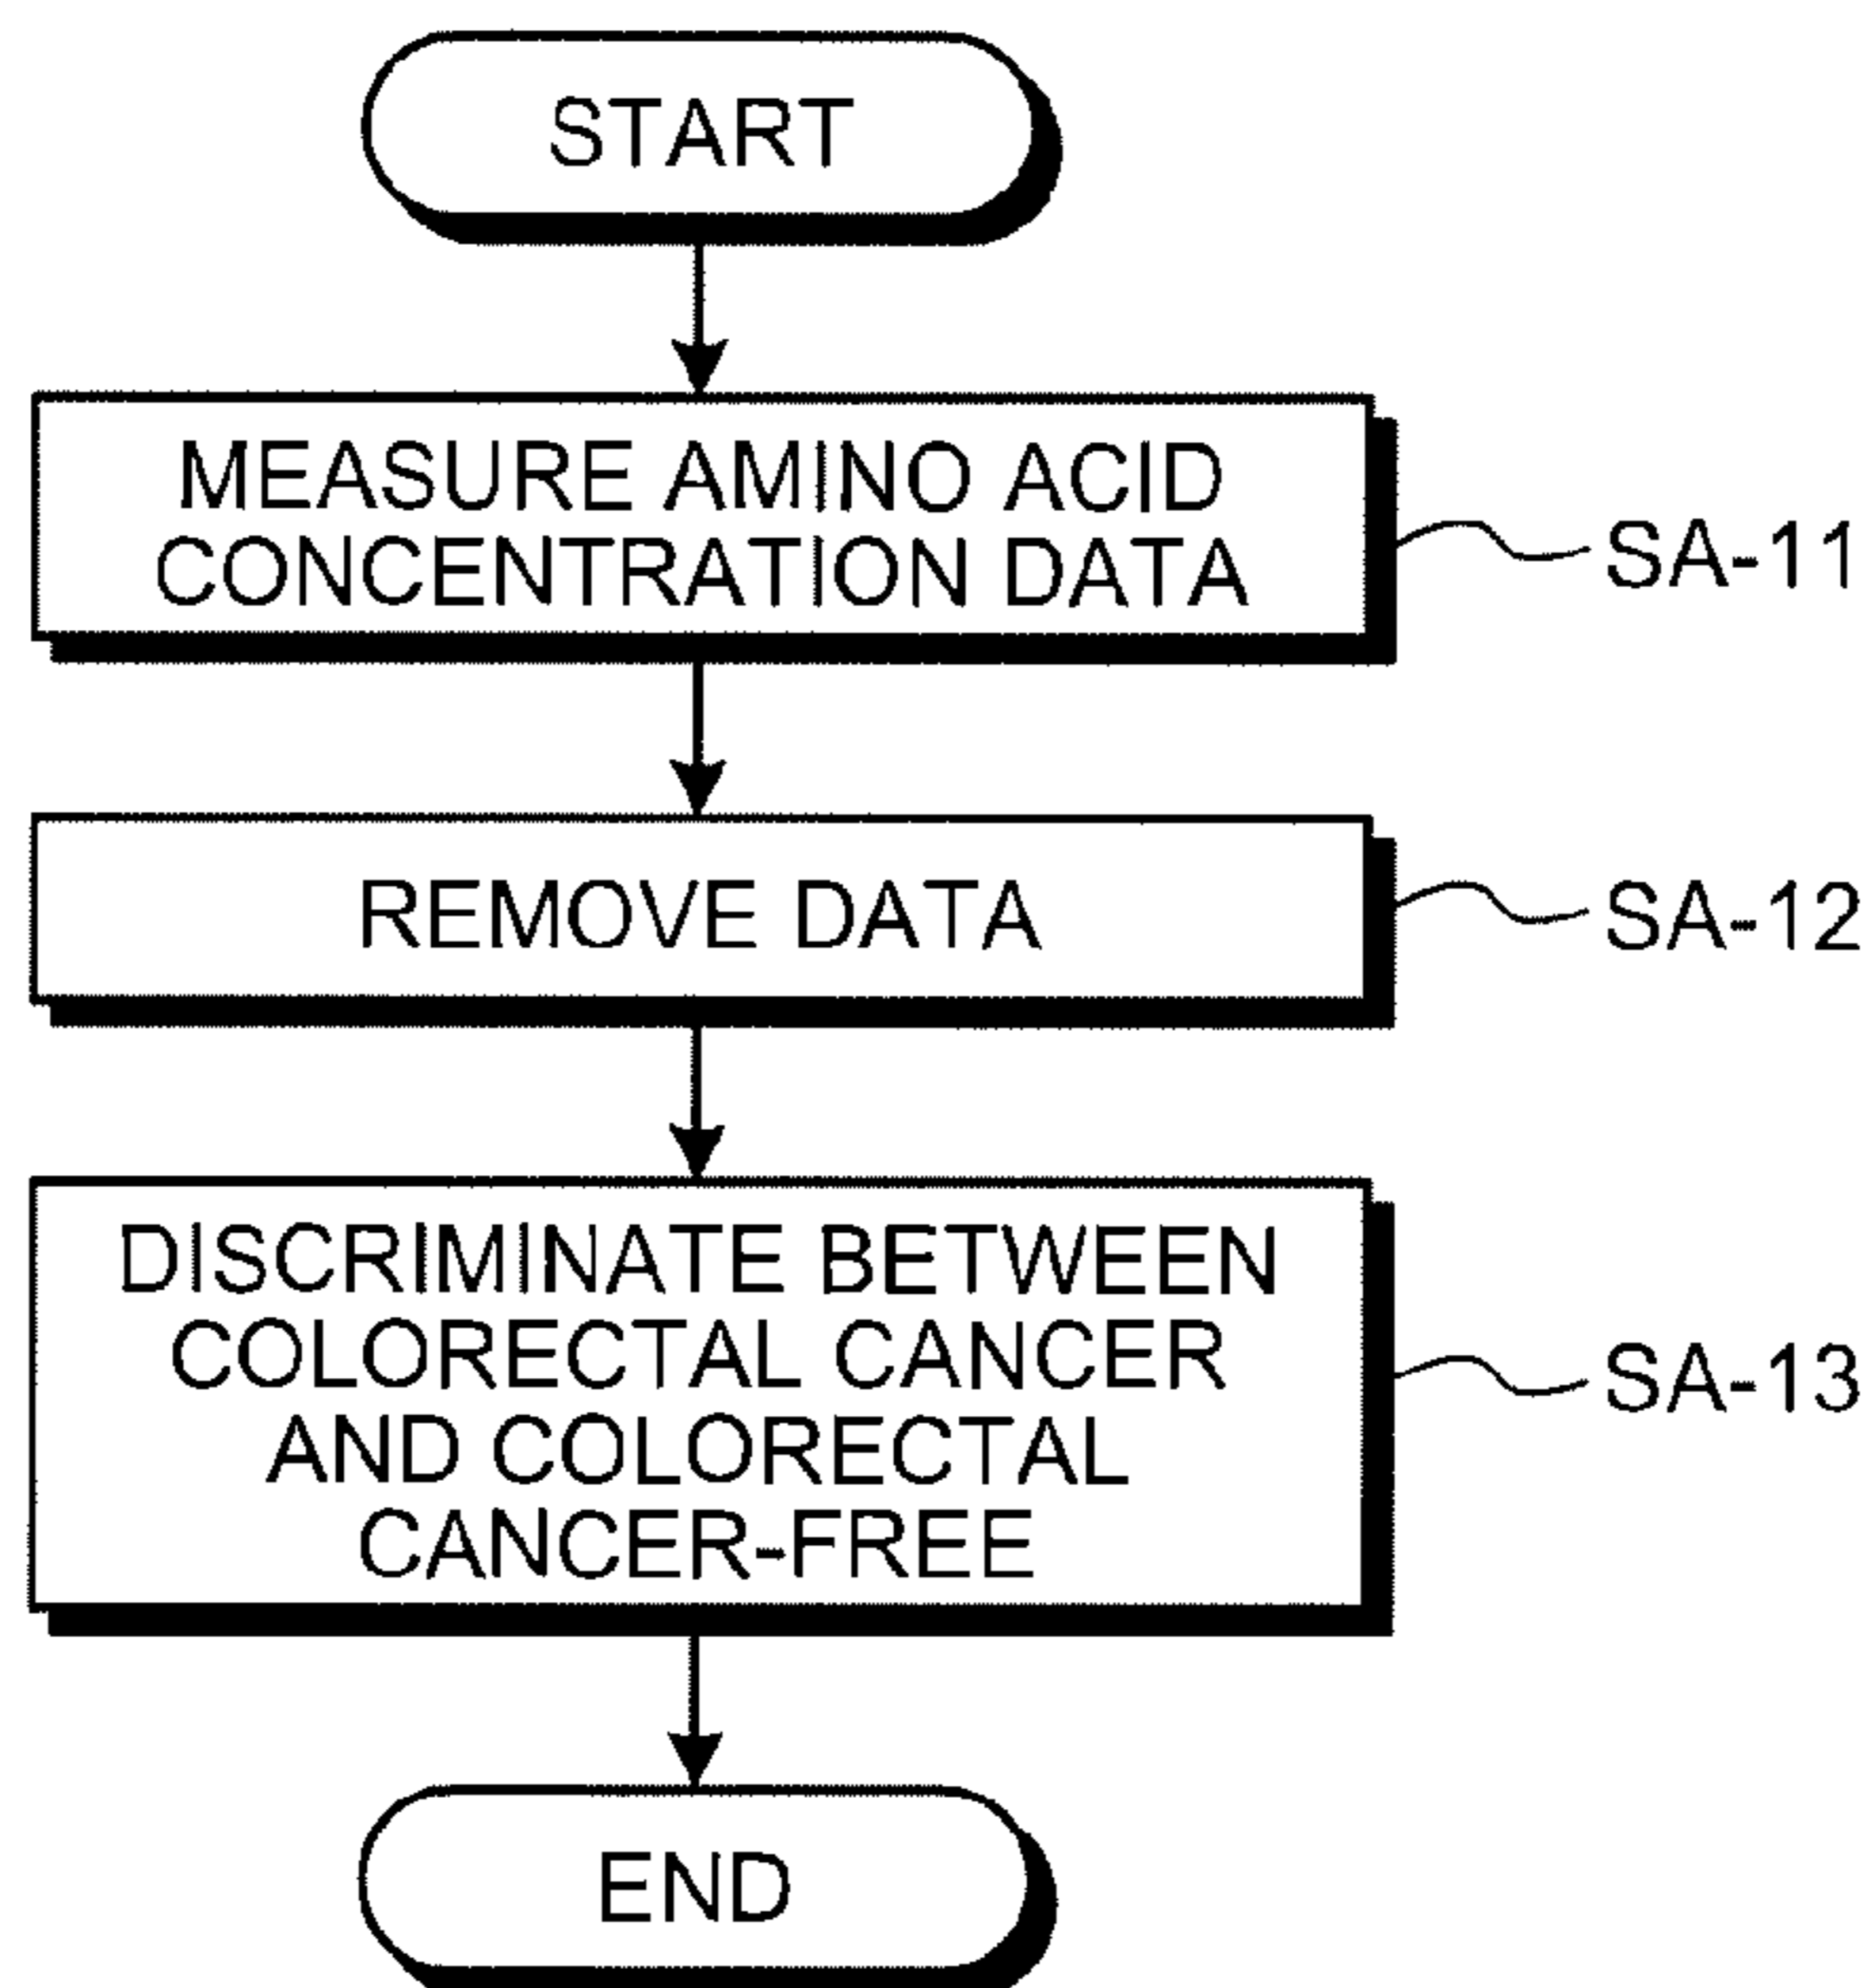 START
MEASURE AMINO ACID
CONCENTRATION DATA
SA-11
REMOVE DATA
SA-12
DISCRIMINATE BETWEEN
COLORECTAL CANCER
AND COLORECTAL
CANCER-FREE
SA-13
END